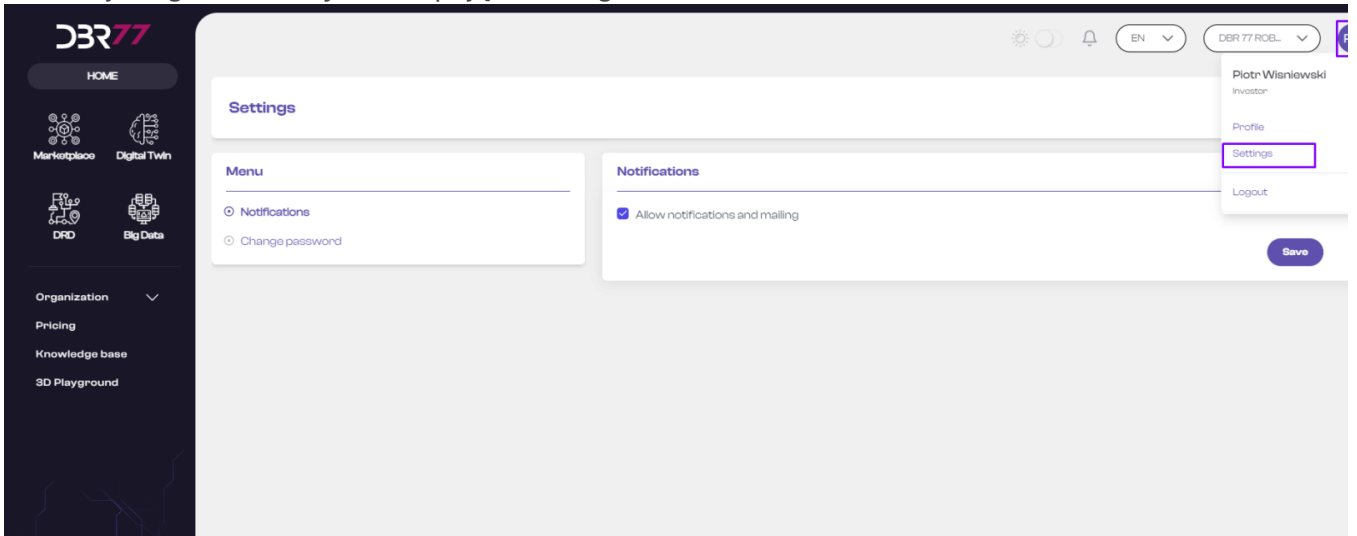 DBR77
EN
DBR 77 ROB...
HOME
Piotr Wisniewski
Investor
Settings
Profile
Marketplace
Digital Twin
Settings
Menu
Notifications
Logout
Notifications
Allow notifications and mailing
DRD
Big Data
Change password
Save
Organization
Pricing
Knowledge base
3D Playground